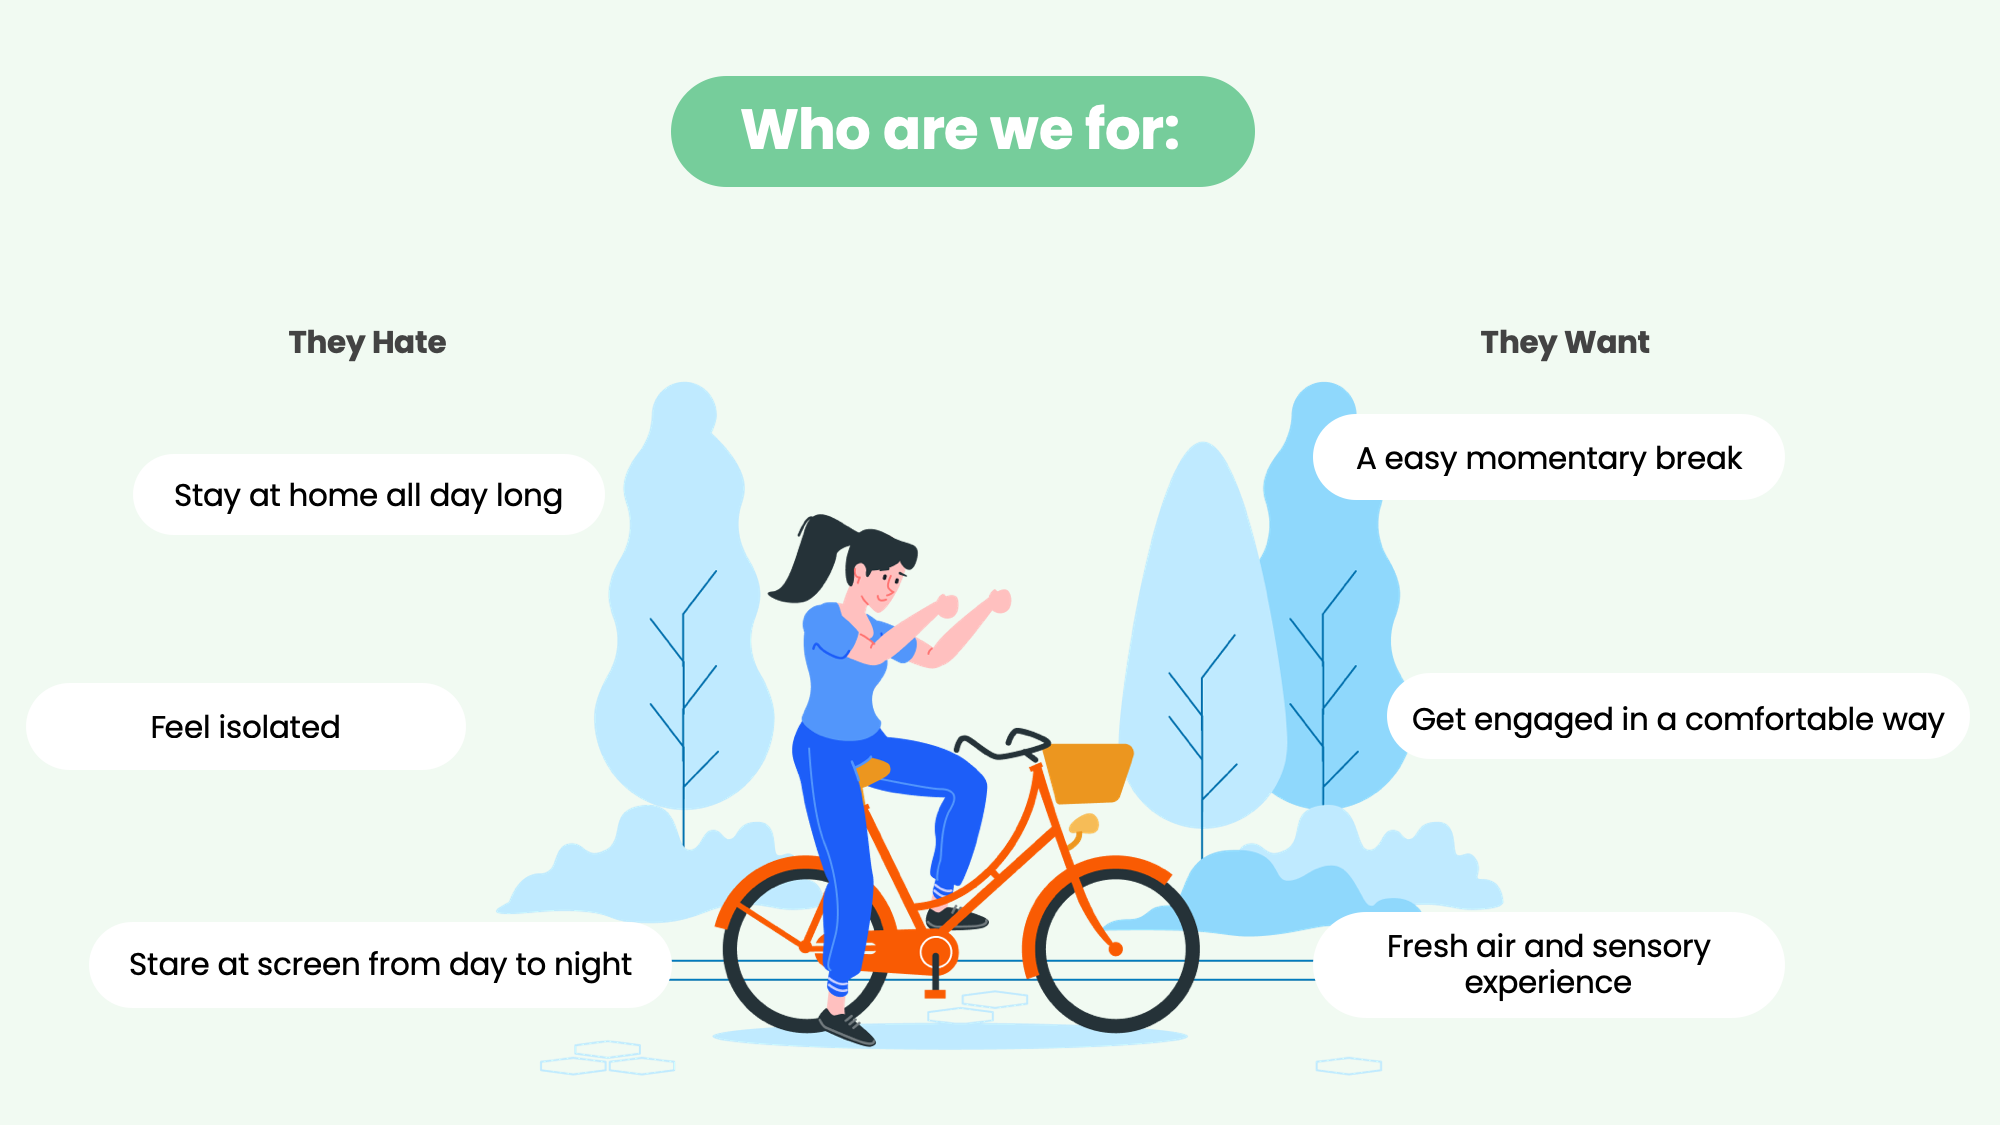 Who are we for:
They Hate
Stay at home all day long
Feel isolated
Stare at screen from day to night
They Want
A easy momentary break
Get engaged in a comfortable way
Fresh air and sensory
experience